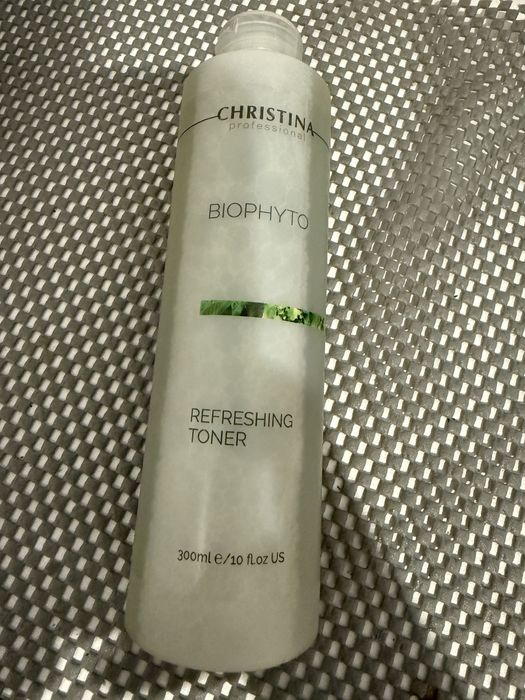 CHRISTINA
professional
BIOPHYTO
REFRESHING
TONER
300ml e/10 fl.oz US